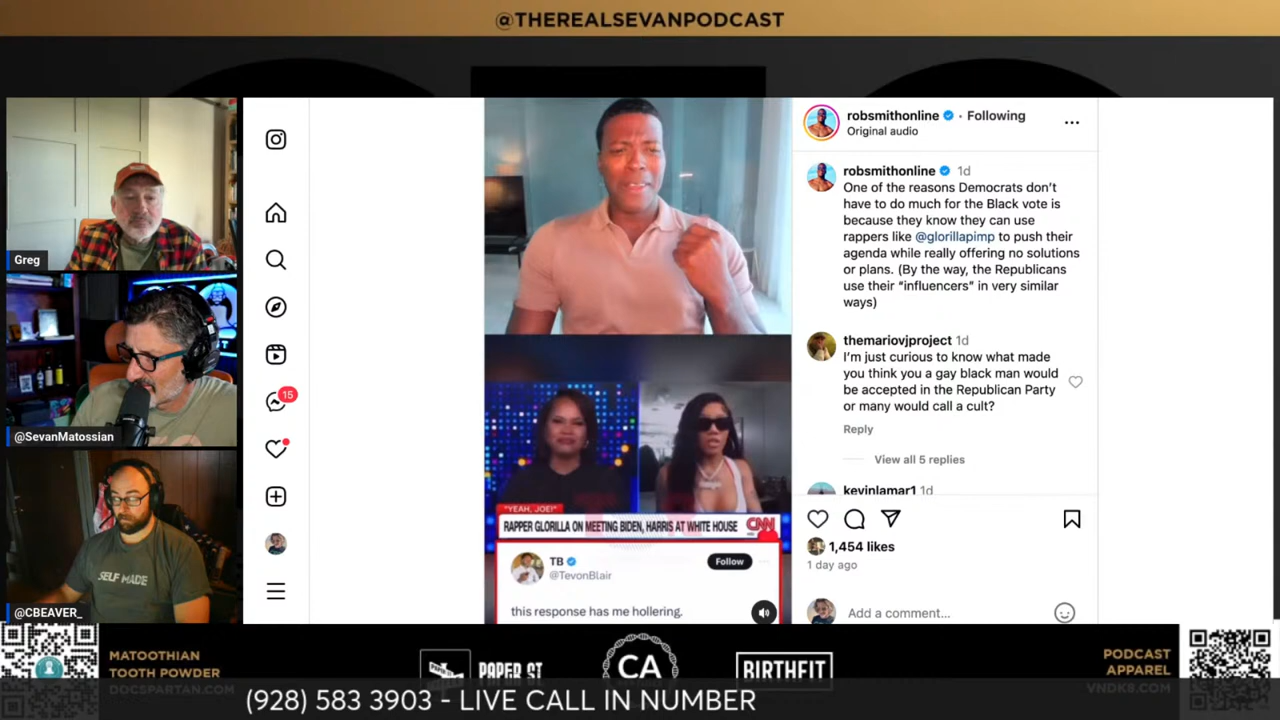 @THEREALSEVANPODCAST
Greg
@SevanMatossian
SELF MADE
@CBEAVER_
15
robsmithonline · Following
Original audio
robsmithonline 1d
One of the reasons Democrats don't
have to do much for the Black vote is
because they know they can use
rappers like @glorillapimp to push their
agenda while really offering no solutions
or plans. (By the way, the Republicans
use their "influencers" in very similar
ways)
themariovjproject 1d
I'm just curious to know what made
you think you a gay black man would
be accepted in the Republican Party
or many would call a cult?
Reply
View all 5 replies
kevinlamar1 1d
1,454 likes
1 day ago
Add a comment...
"YEAH, JOE!"
RAPPER GLORILLA ON MEETING BIDEN, HARRIS AT WHITE HOUSE
CNN
TB
@TevonBlair
Follow
this response has me hollering.
MATOOTHIAN
TOOTH POWDER
DOCSPARTAN.COM
PAPER ST
CA
BIRTHFIT
PODCAST
APPAREL
VNDK8.COM
(928) 583 3903 - LIVE CALL IN NUMBER